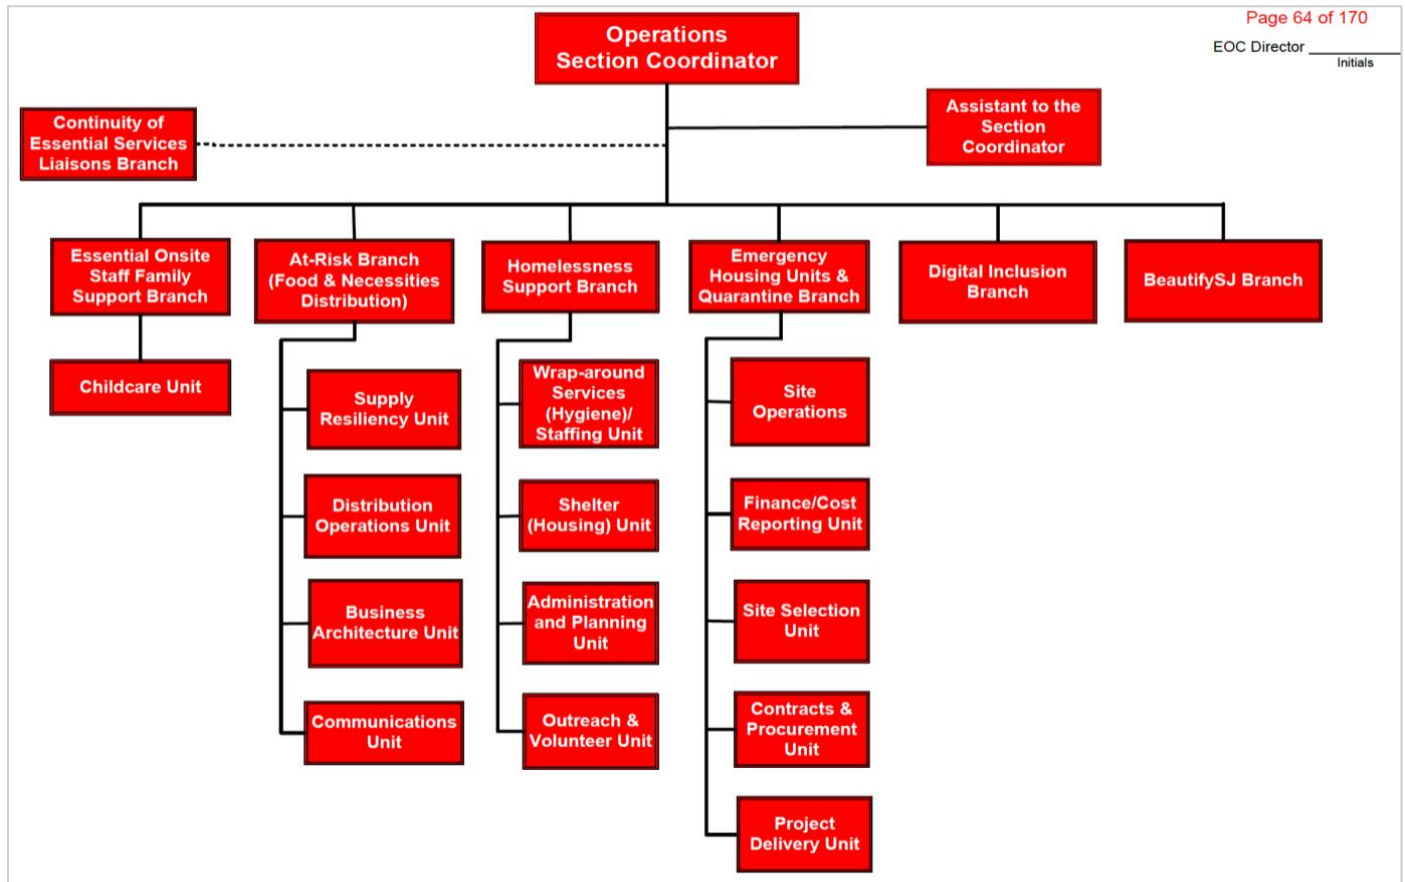 Page 64 of 170
EOC Director
Initials
Operations
Section Coordinator
Assistant to the
Section
Coordinator
Continuity of
Essential Services
Liaisons Branch
Essential Onsite
Staff Family
Support Branch
Childcare Unit
At-Risk Branch
(Food & Necessities
Distribution)
Supply
Resiliency Unit
Distribution
Operations Unit
Business
Architecture Unit
Communications
Unit
Homelessness
Support Branch
Wrap-around
Services
(Hygiene)/
Staffing Unit
Shelter
(Housing) Unit
Administration
and Planning
Unit
Outreach &
Volunteer Unit
Emergency
Housing Units &
Quarantine Branch
Site
Operations
Finance/Cost
Reporting Unit
Site Selection
Unit
Contracts &
Procurement
Unit
Project
Delivery Unit
Digital Inclusion
Branch
BeautifySJ Branch